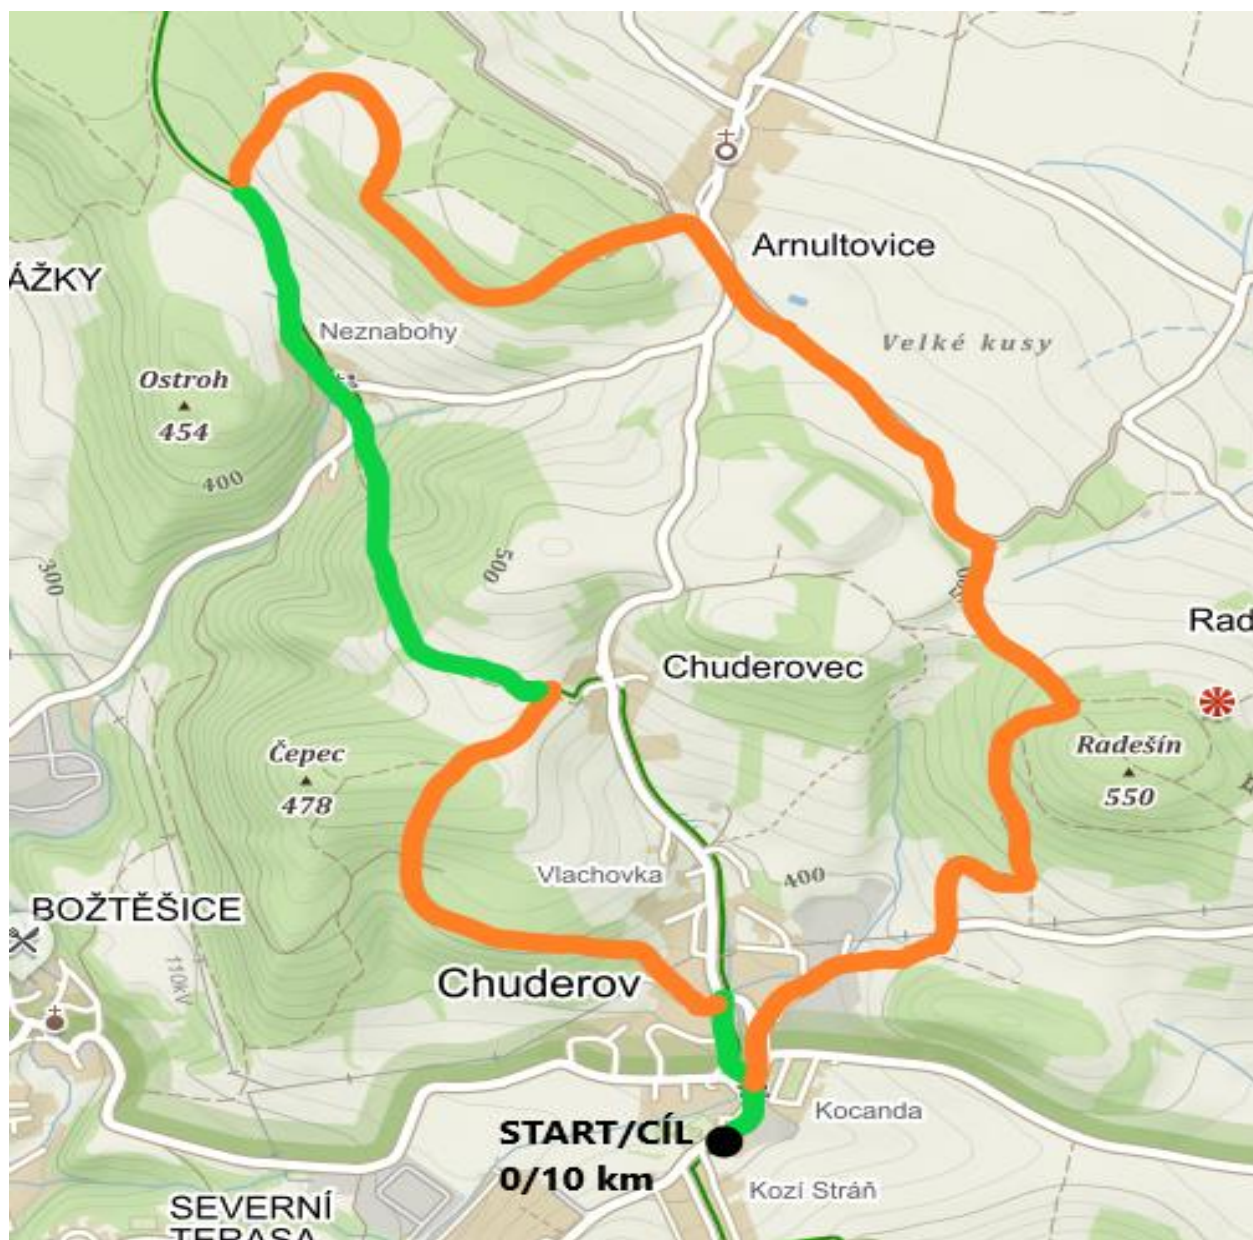 Arnultovice
ÁŽKY
Neznabohy
Velké kusy
Ostroh
454
400
500
300
Rad
Chuderovec
Radešín
550
Čepec
478
Vlachovka
400
BOŽTĚŠICE
110kV
Chuderov
Kocanda
START/CÍL
0/10 km
Kozí Stráň
SEVERNÍ
TERASA